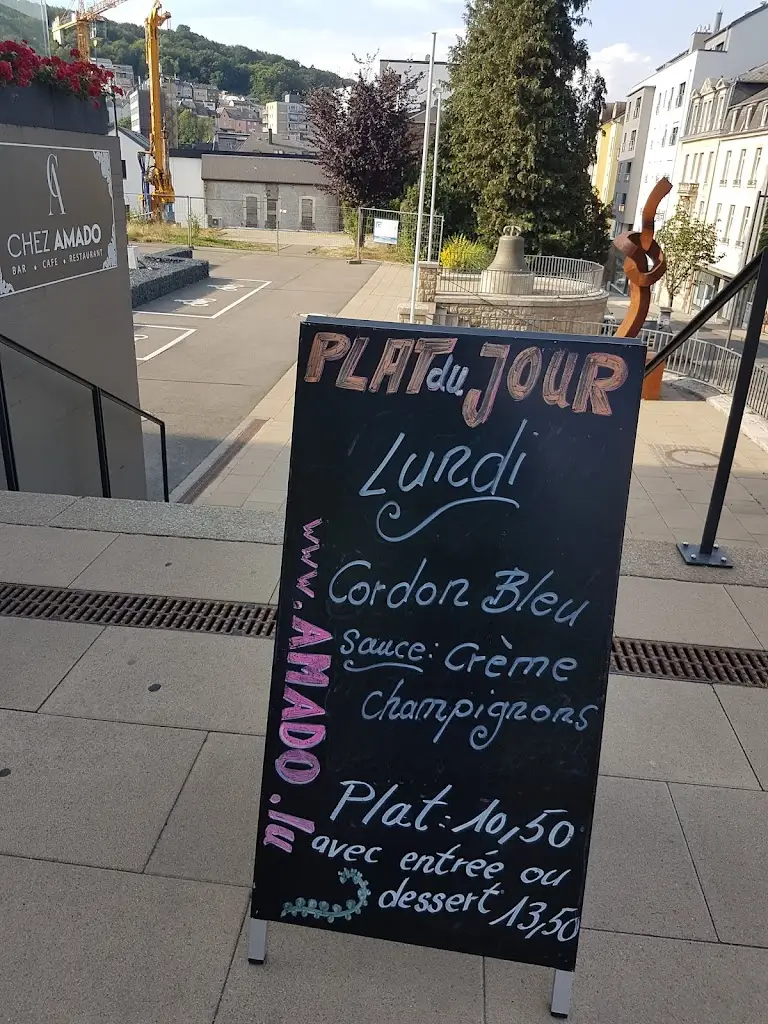 CA
CHEZ AMADO
BAR • CAFE • RESTAURANT
PLAT du JOUR
Lundi
Cordon Bleu
Sauce: Crème
Champignons
Plat: 10,50
avec entrée ou
dessert 13,50
www.AMADO.lu